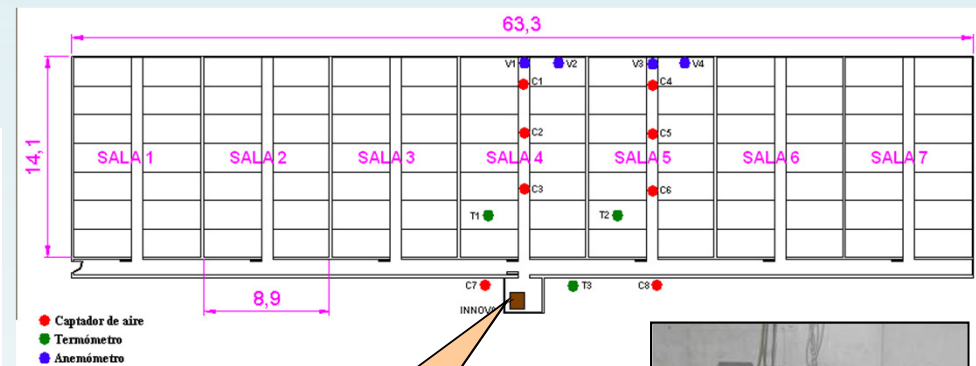 63,3
V1 V2 V3 V4
C1 C4
14,1
C2 C5
SALA 1 SALA 2 SALA 3 SALA 4 SALA 5 SALA 6 SALA 7
C3 C6
T1 T2
C7 T3 C8
8,9
Captador de aire
Termómetro
Anemómetro